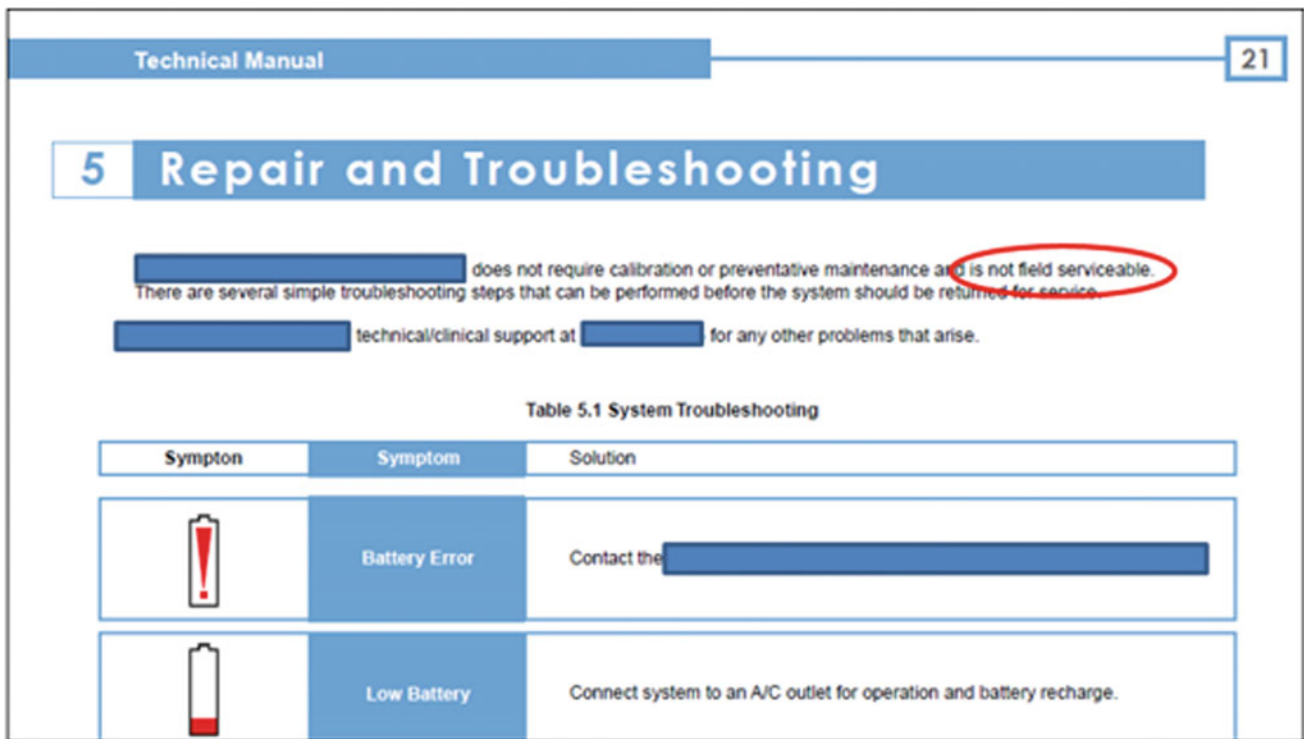 Technical Manual
21
5 Repair and Troubleshooting
does not require calibration or preventative maintenance and is not field serviceable.
There are several simple troubleshooting steps that can be performed before the system should be returned for service.
technical/clinical support at for any other problems that arise.
Table 5.1 System Troubleshooting
Sympton Symptom Solution
Battery Error Contact the
Low Battery Connect system to an A/C outlet for operation and battery recharge.